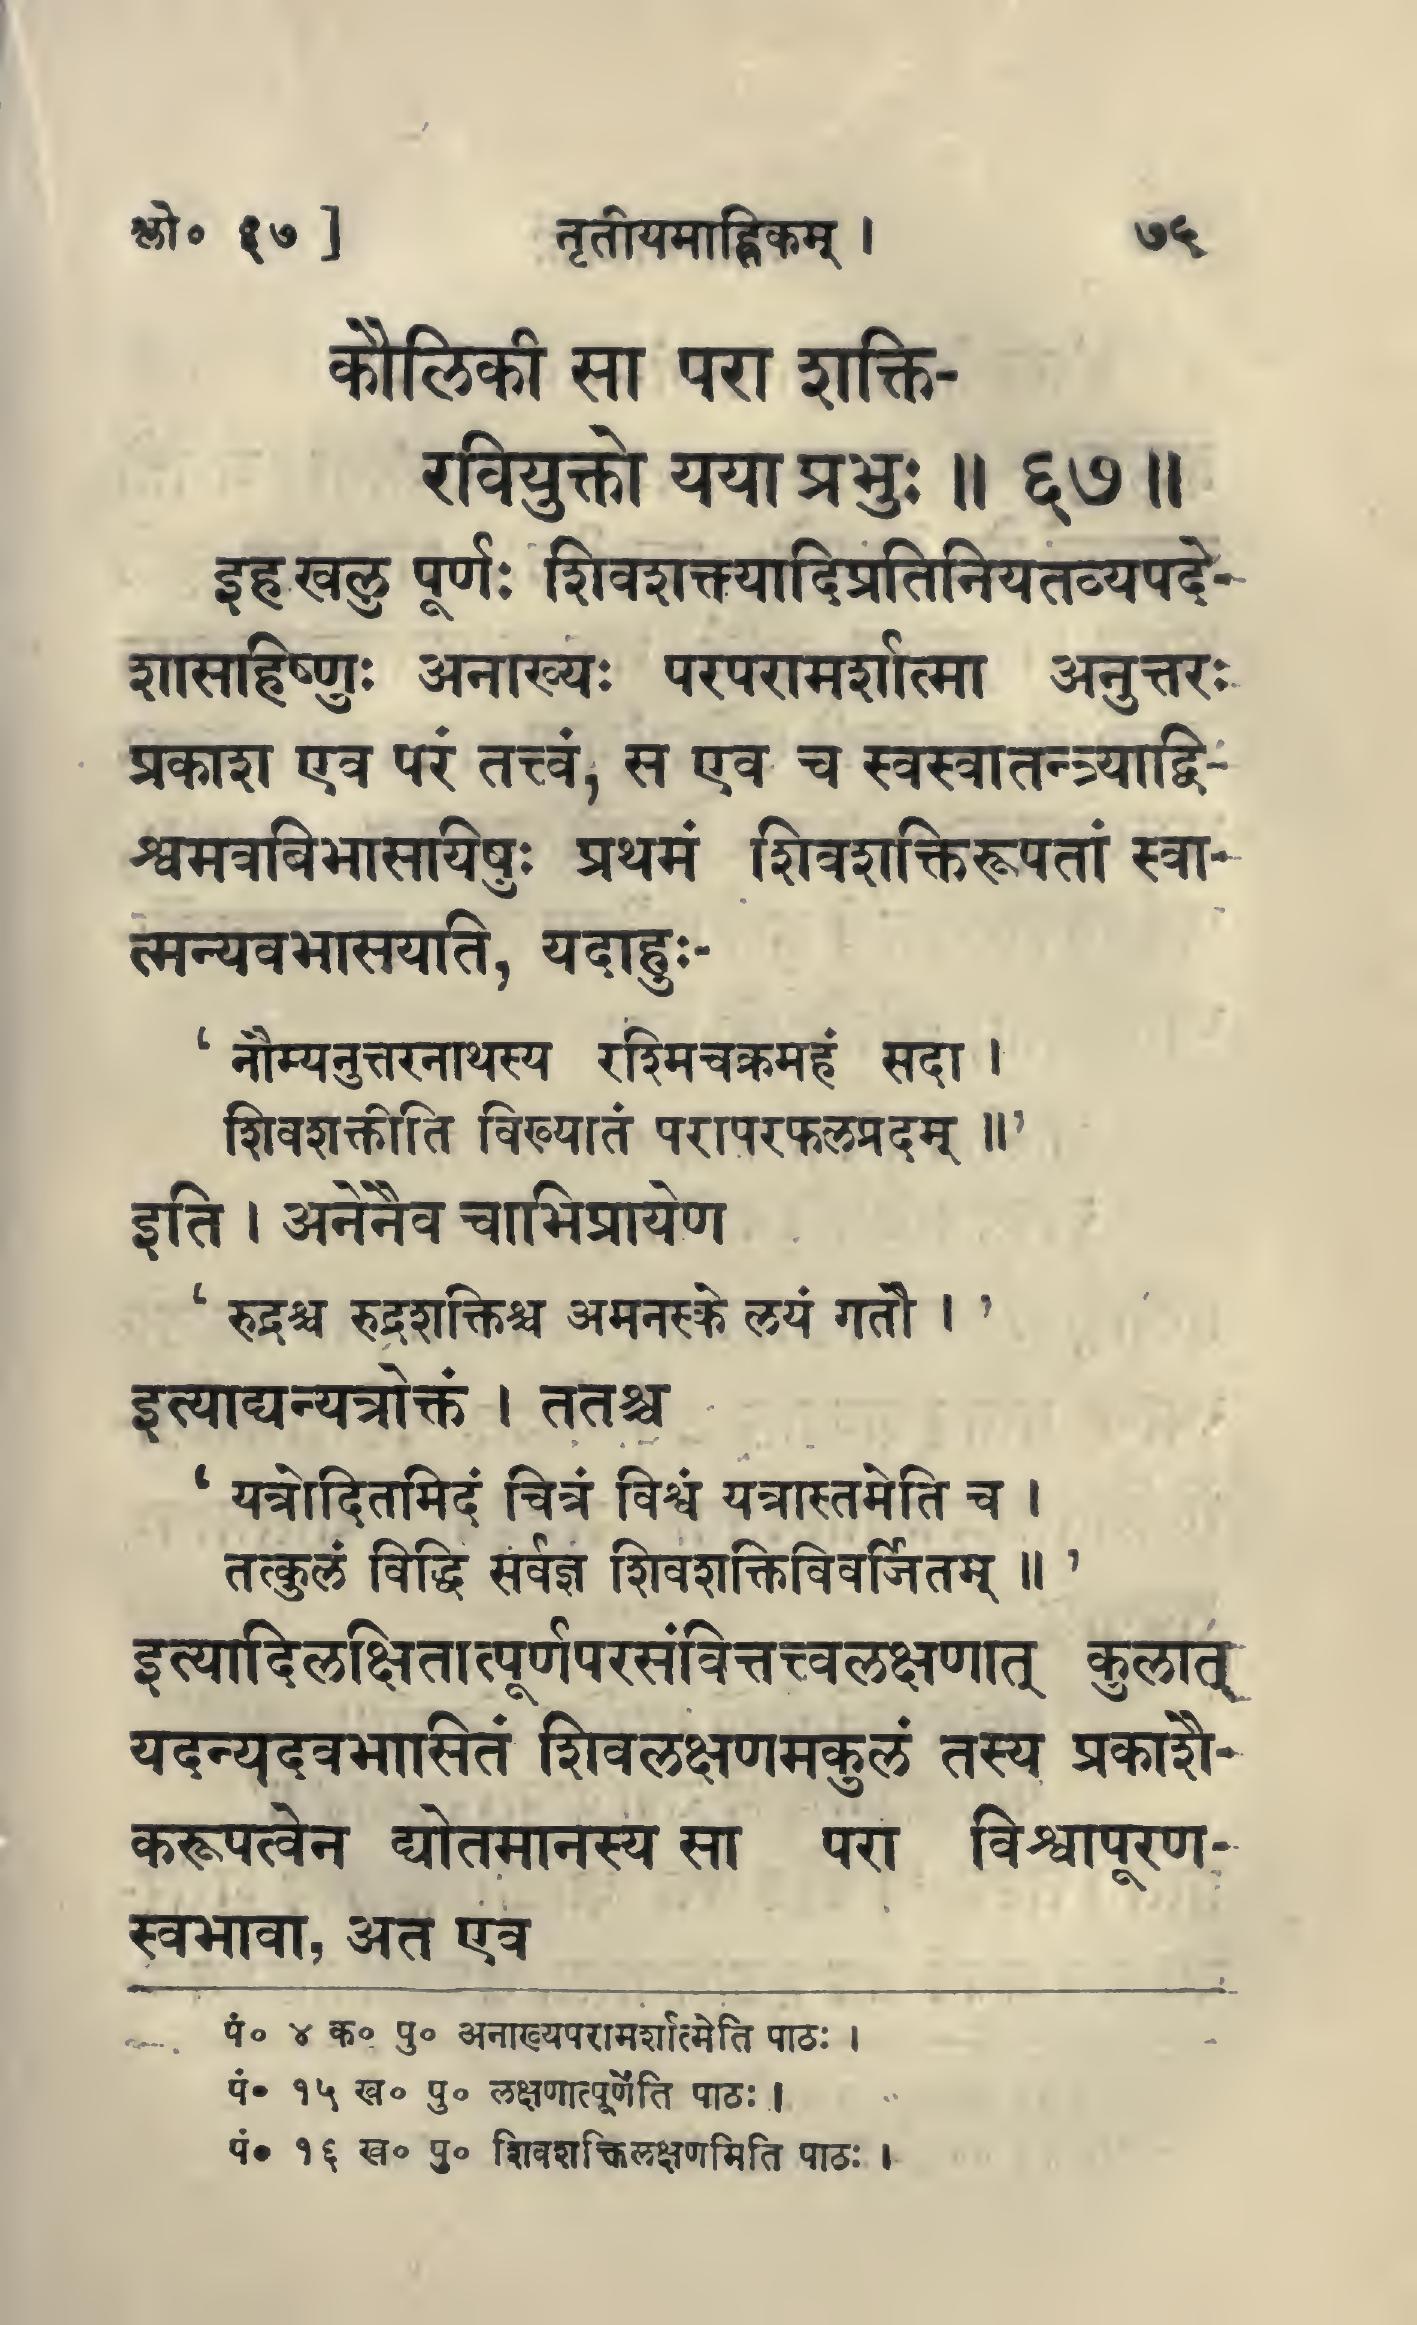 श्लो० ६७ ] तृतीयमाह्निकम् । ७५
कौलिकी सा परा शक्ति-
रवियुक्तो यया प्रभुः ॥ ६७ ॥
इह खलु पूर्णः शिवशक्त्यादिप्रतिनियतव्यपदे-
शासहिष्णुः अनाख्यः परपरामर्शात्मा अनुत्तरः
प्रकाश एव परं तत्त्वं, स एव च स्वस्वातन्त्र्याद्वि-
श्वमवबिभासयिषुः प्रथमं शिवशक्तिरूपतां स्वा-
त्मन्यवभासयति, यदाहुः-
‘ नौम्यनुत्तरनाथस्य रश्मिचक्रमहं सदा ।
शिवशक्तीति विख्यातं परापरफलप्रदम् ॥’
इति । अनेनैव चाभिप्रायेण
‘ रुद्रश्च रुद्रशक्तिश्च अमनस्के लयं गतौ । ’
इत्याद्यन्यत्रोक्तं । ततश्च
‘ यत्रोदितमिदं चित्रं विश्वं यत्रास्तमेति च ।
तत्कुलं विद्धि सर्वज्ञ शिवशक्तिविवर्जितम् ॥ ’
इत्यादिलक्षितात्पूर्णपरसंवित्तत्त्वलक्षणात् कुलात्
यदन्यदवभासितं शिवलक्षणमकुलं तस्य प्रकाशै-
करूपत्वेन द्योतमानस्य सा परा विश्वापूरण-
स्वभावा, अत एव
पं० ४ क० पु० अनाख्यपरामर्शात्मेति पाठः ।
पं० १५ ख० पु० लक्षणात्पूर्णेति पाठः ।
पं० १६ ख० पु० शिवशक्तिलक्षणमिति पाठः ।